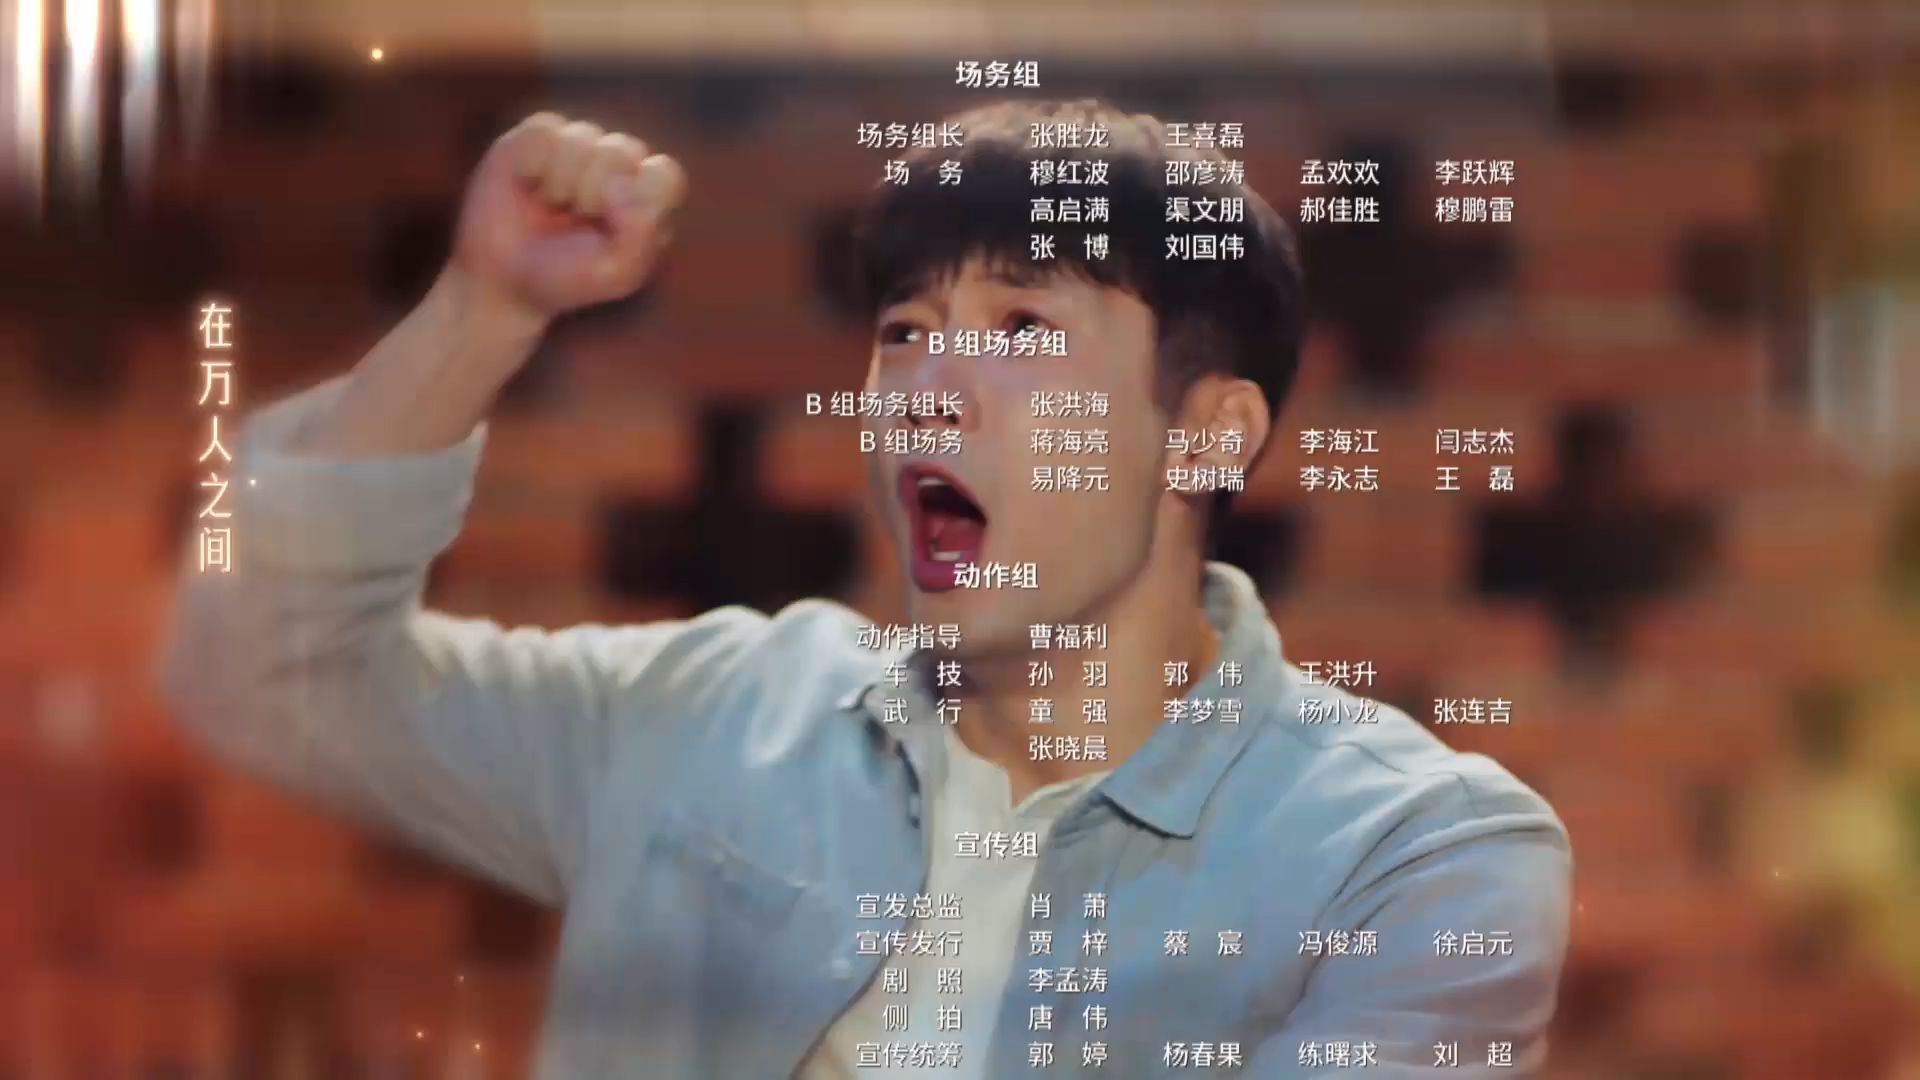 场务组
场务组长 张胜龙 王喜磊
场 务 穆红波 邵彦涛 孟欢欢 李跃辉
高启满 渠文朋 郝佳胜 穆鹏雷
张 博 刘国伟
在万人之间
B 组场务组
B 组场务组长 张洪海
B 组场务 蒋海亮 马少奇 李海江 闫志杰
易降元 史树瑞 李永志 王 磊
动作组
动作指导 曹福利
车 技 孙 羽 郭 伟 王洪升
武 行 童 强 李梦雪 杨小龙 张连吉
张晓晨
宣传组
宣发总监 肖 萧
宣传发行 贾 梓 蔡 宸 冯俊源 徐启元
剧 照 李孟涛
侧 拍 唐 伟
宣传统筹 郭 婷 杨春果 练曙求 刘 超